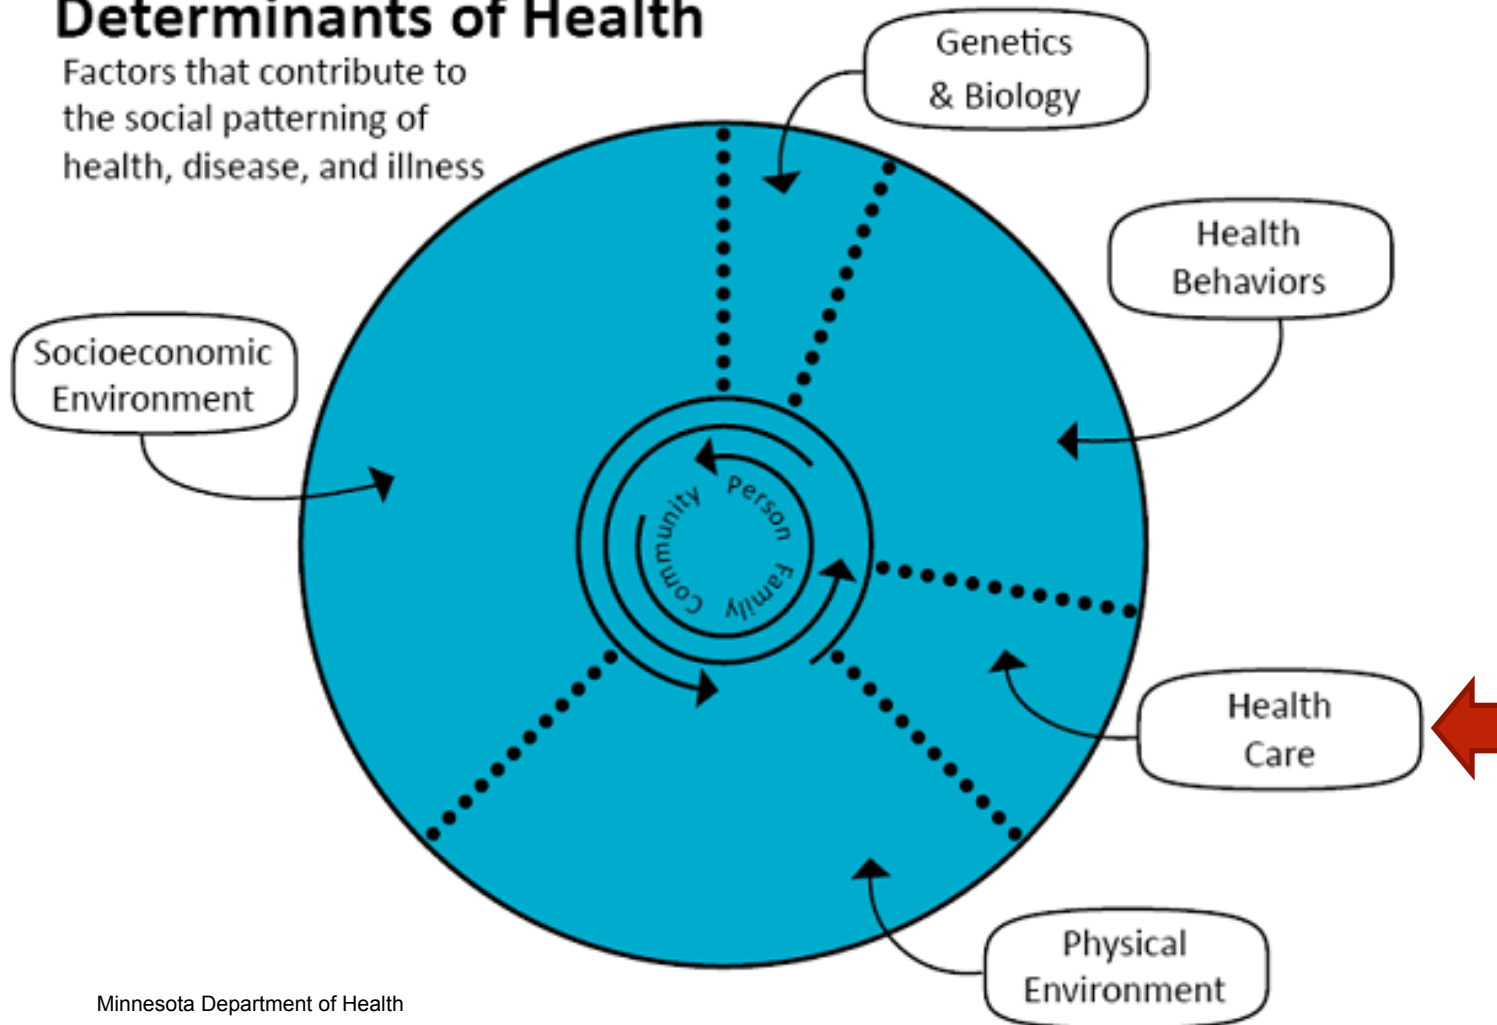 Determinants of Health
Factors that contribute to
the social patterning of
health, disease, and illness
Genetics
& Biology
Health
Behaviors
Socioeconomic
Environment
Person
Family
Community
Health
Care
Physical
Environment
Minnesota Department of Health